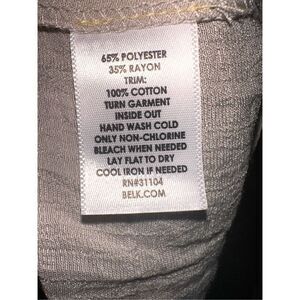 65% POLYESTER
35% RAYON
TRIM:
100% COTTON
TURN GARMENT
INSIDE OUT
HAND WASH COLD
ONLY NON-CHLORINE
BLEACH WHEN NEEDED
LAY FLAT TO DRY
COOL IRON IF NEEDED
RN#31104
BELK.COM